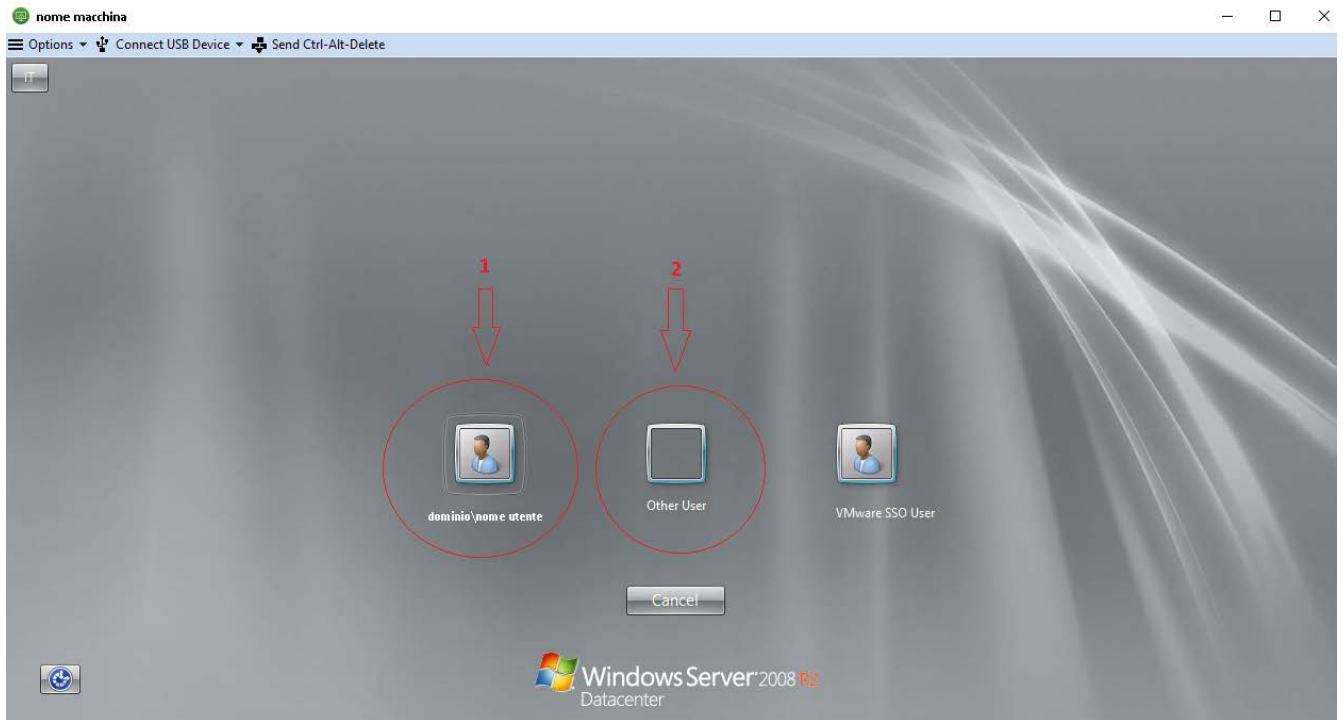 nome macchina
Options Connect USB Device Send Ctrl-Alt-Delete
IT
1 2
dominio\nome utente
Other User
VMware SSO User
Cancel
Windows Server 2008 R2
Datacenter